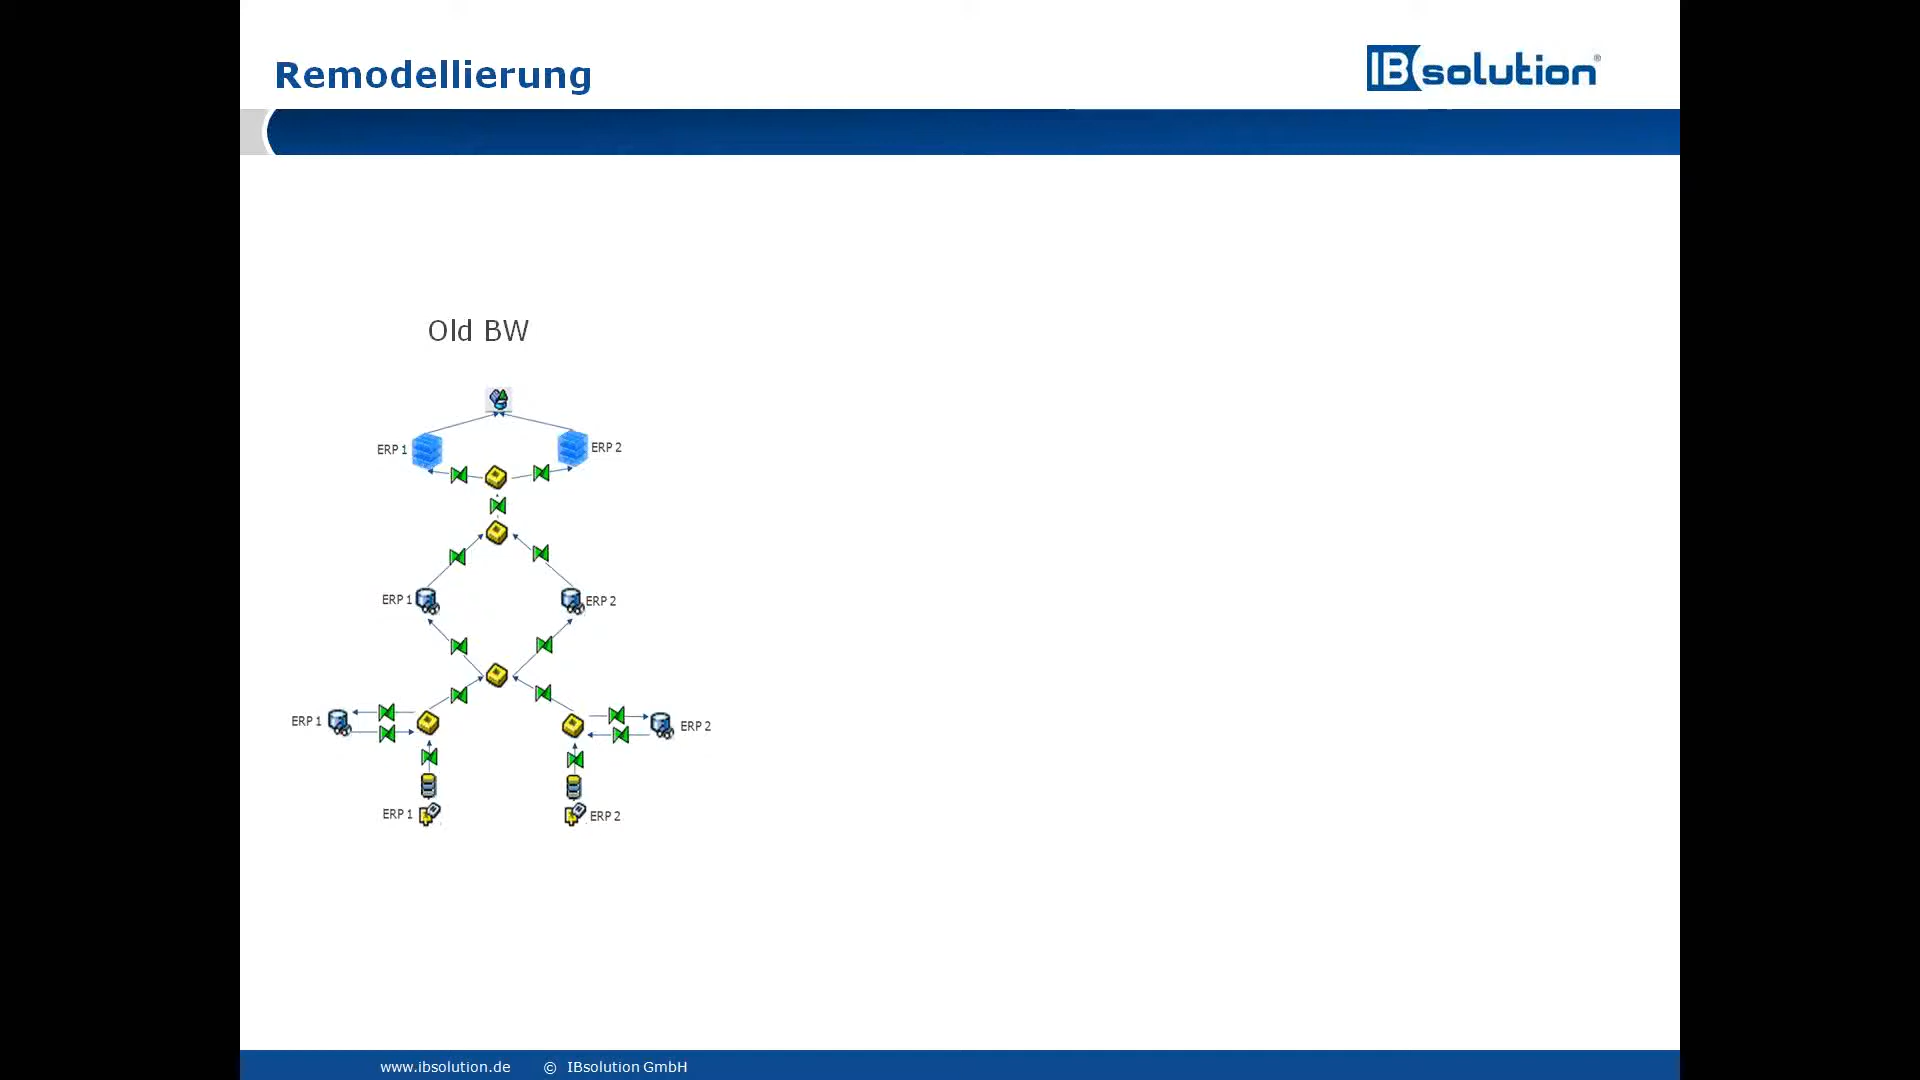 Remodellierung
IBsolution®
Old BW
ERP 1
ERP 2
ERP 1
ERP 2
ERP 1
ERP 2
ERP 1
ERP 2
www.ibsolution.de © IBsolution GmbH